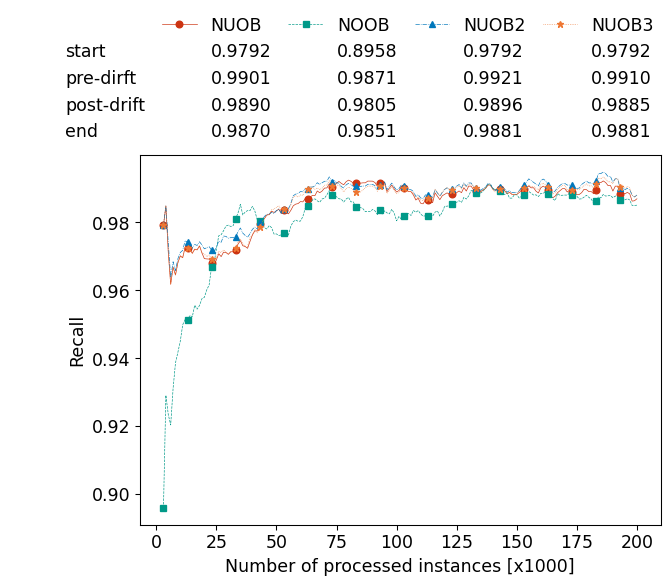 NUOB NOOB NUOB2 NUOB3
start 0.9792 0.8958 0.9792 0.9792
pre-dirft 0.9901 0.9871 0.9921 0.9910
post-drift 0.9890 0.9805 0.9896 0.9885
end 0.9870 0.9851 0.9881 0.9881
0.98
0.96
0.94
0.92
0.90
Recall
0 25 50 75 100 125 150 175 200
Number of processed instances [x1000]